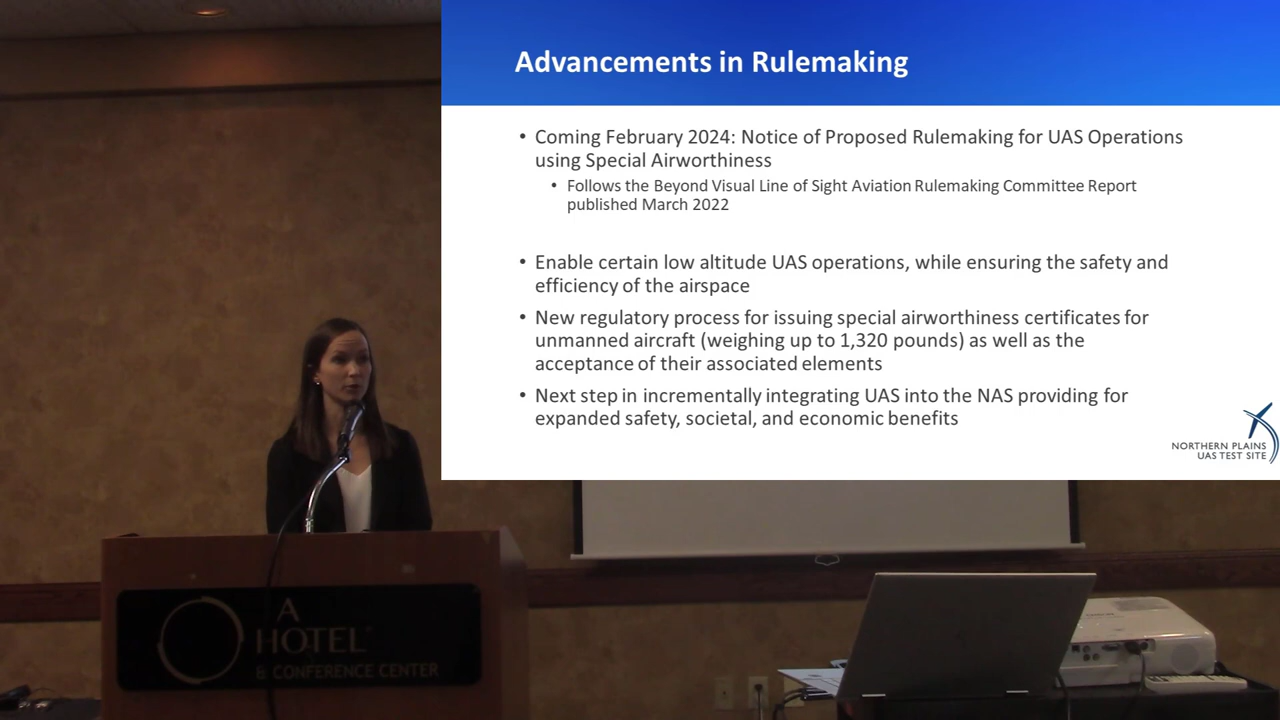 Advancements in Rulemaking
• Coming February 2024: Notice of Proposed Rulemaking for UAS Operations
using Special Airworthiness
• Follows the Beyond Visual Line of Sight Aviation Rulemaking Committee Report
published March 2022
• Enable certain low altitude UAS operations, while ensuring the safety and
efficiency of the airspace
• New regulatory process for issuing special airworthiness certificates for
unmanned aircraft (weighing up to 1,320 pounds) as well as the
acceptance of their associated elements
• Next step in incrementally integrating UAS into the NAS providing for
expanded safety, societal, and economic benefits
NORTHERN PLAINS
UAS TEST SITE
A
HOTEL
& CONFERENCE CENTER